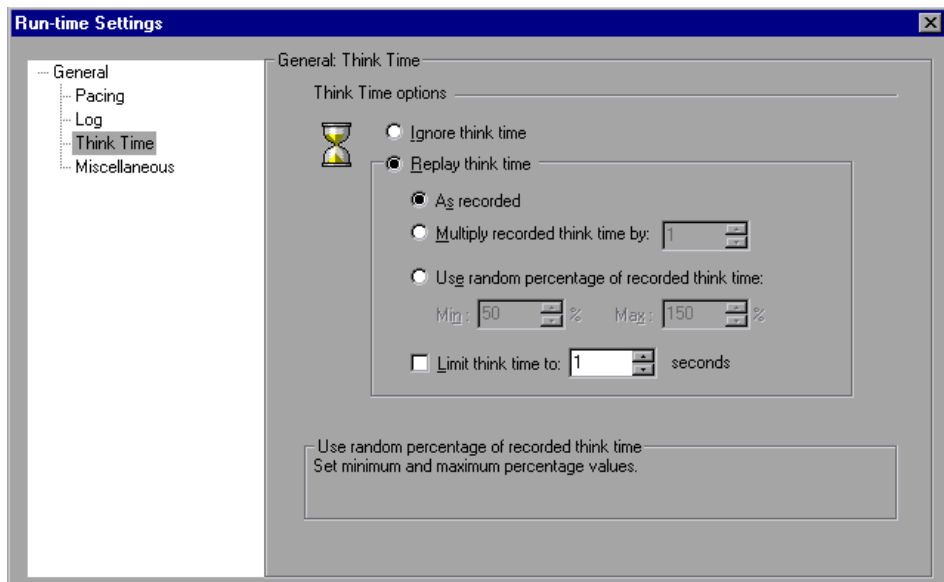 Run-time Settings
General
Pacing
Log
Think Time
Miscellaneous
General: Think Time
Think Time options
Ignore think time
Replay think time
As recorded
Multiply recorded think time by: 1
Use random percentage of recorded think time:
Min: 50 % Max: 150 %
Limit think time to: 1 seconds
Use random percentage of recorded think time
Set minimum and maximum percentage values.